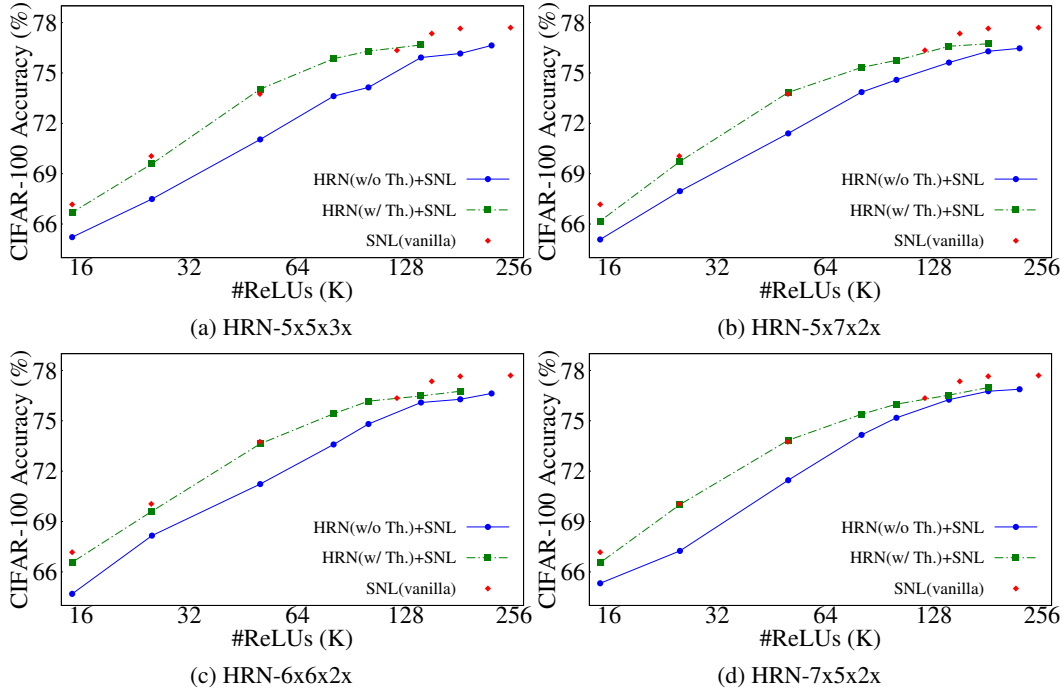 CIFAR-100 Accuracy (%)
78
75
72
69
66
HRN(w/o Th.)+SNL
HRN(w/ Th.)+SNL
SNL(vanilla)
16 32 64 128 256
#ReLUs (K)
(a) HRN-5x5x3x
CIFAR-100 Accuracy (%)
78
75
72
69
66
HRN(w/o Th.)+SNL
HRN(w/ Th.)+SNL
SNL(vanilla)
16 32 64 128 256
#ReLUs (K)
(b) HRN-5x7x2x
CIFAR-100 Accuracy (%)
78
75
72
69
66
HRN(w/o Th.)+SNL
HRN(w/ Th.)+SNL
SNL(vanilla)
16 32 64 128 256
#ReLUs (K)
(c) HRN-6x6x2x
CIFAR-100 Accuracy (%)
78
75
72
69
66
HRN(w/o Th.)+SNL
HRN(w/ Th.)+SNL
SNL(vanilla)
16 32 64 128 256
#ReLUs (K)
(d) HRN-7x5x2x